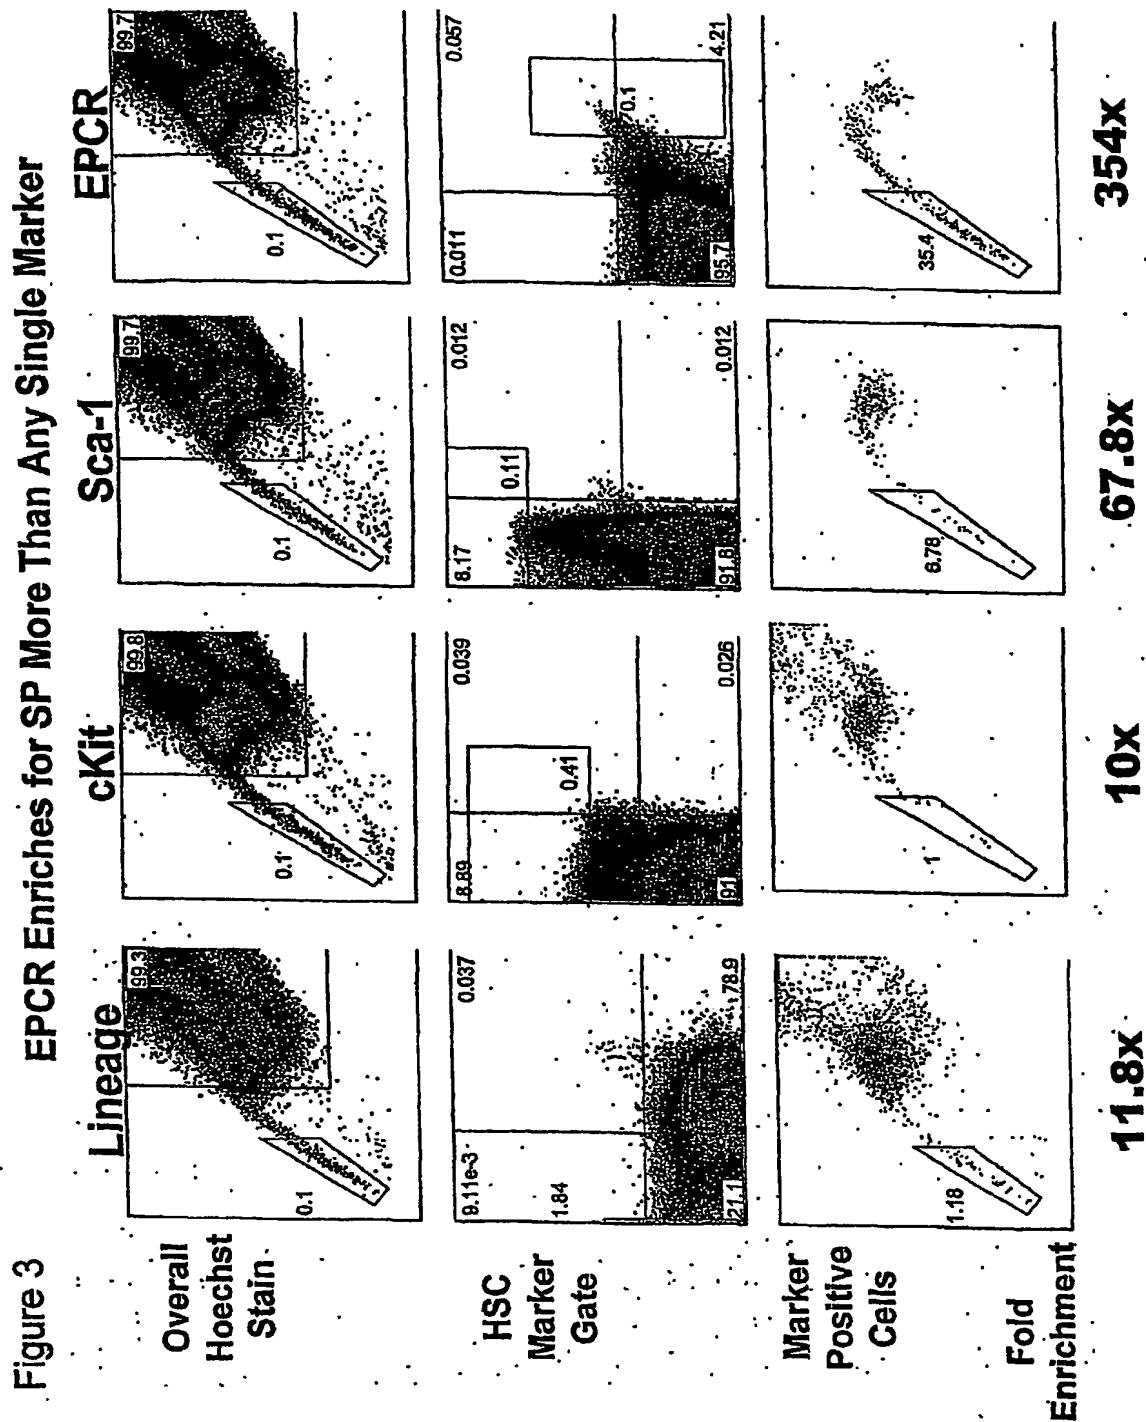 Figure 3
EPCR Enriches for SP More Than Any Single Marker
Lineage
cKit
Sca-1
EPCR
Overall
Hoechst
Stain
99.3
0.1
99.8
0.1
99.7
0.1
99.7
0.1
HSC
Marker
Gate
9.11e-3
0.037
1.84
21.1
78.9
8.89
0.039
0.41
91
0.026
8.17
0.012
0.11
91.8
0.012
0.011
0.057
0.1
95.7
4.21
Marker
Positive
Cells
1.18
1
6.78
35.4
Fold
Enrichment
11.8x
10x
67.8x
354x